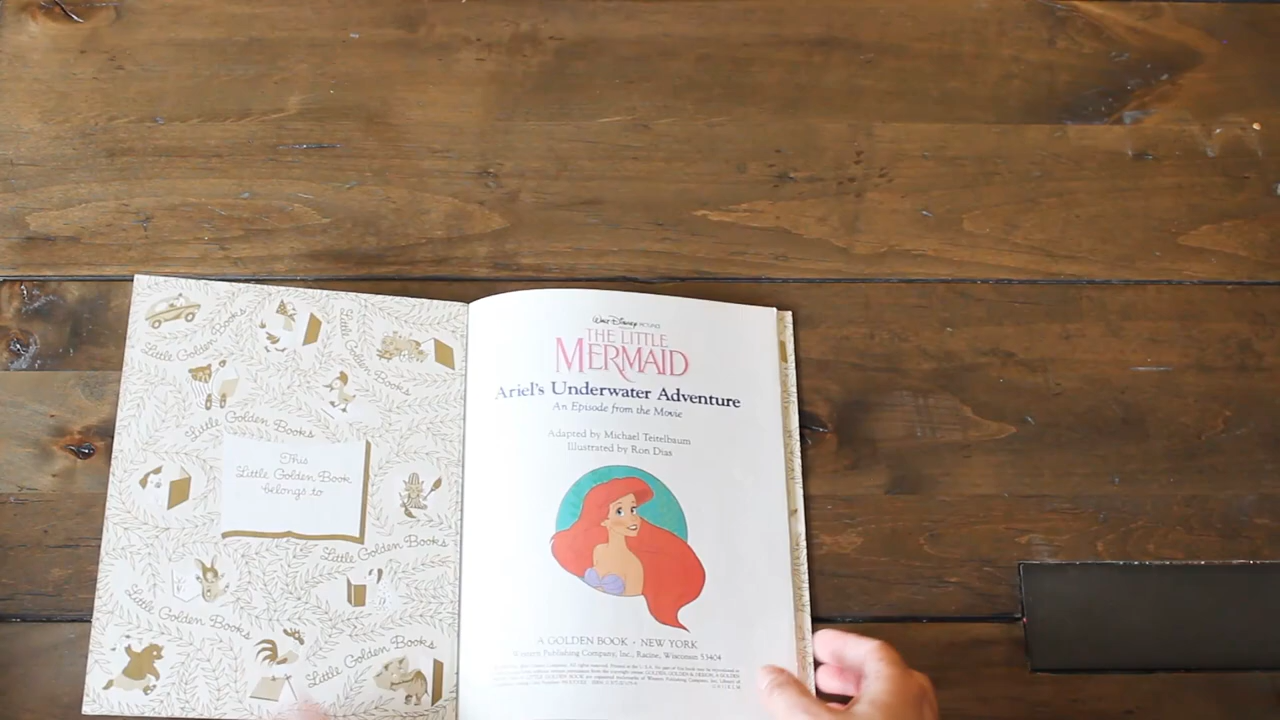 Little Golden Books
Little Golden Books
Little Golden Books
This
Little Golden Book
belongs to
Little Golden Books
Little Golden Books
Little Golden Books
Walt Disney PICTURES
THE LITTLE
MERMAID
Ariel's Underwater Adventure
An Episode from the Movie
Adapted by Michael Teitelbaum
Illustrated by Ron Dias
A GOLDEN BOOK • NEW YORK
Western Publishing Company, Inc., Racine, Wisconsin 53404